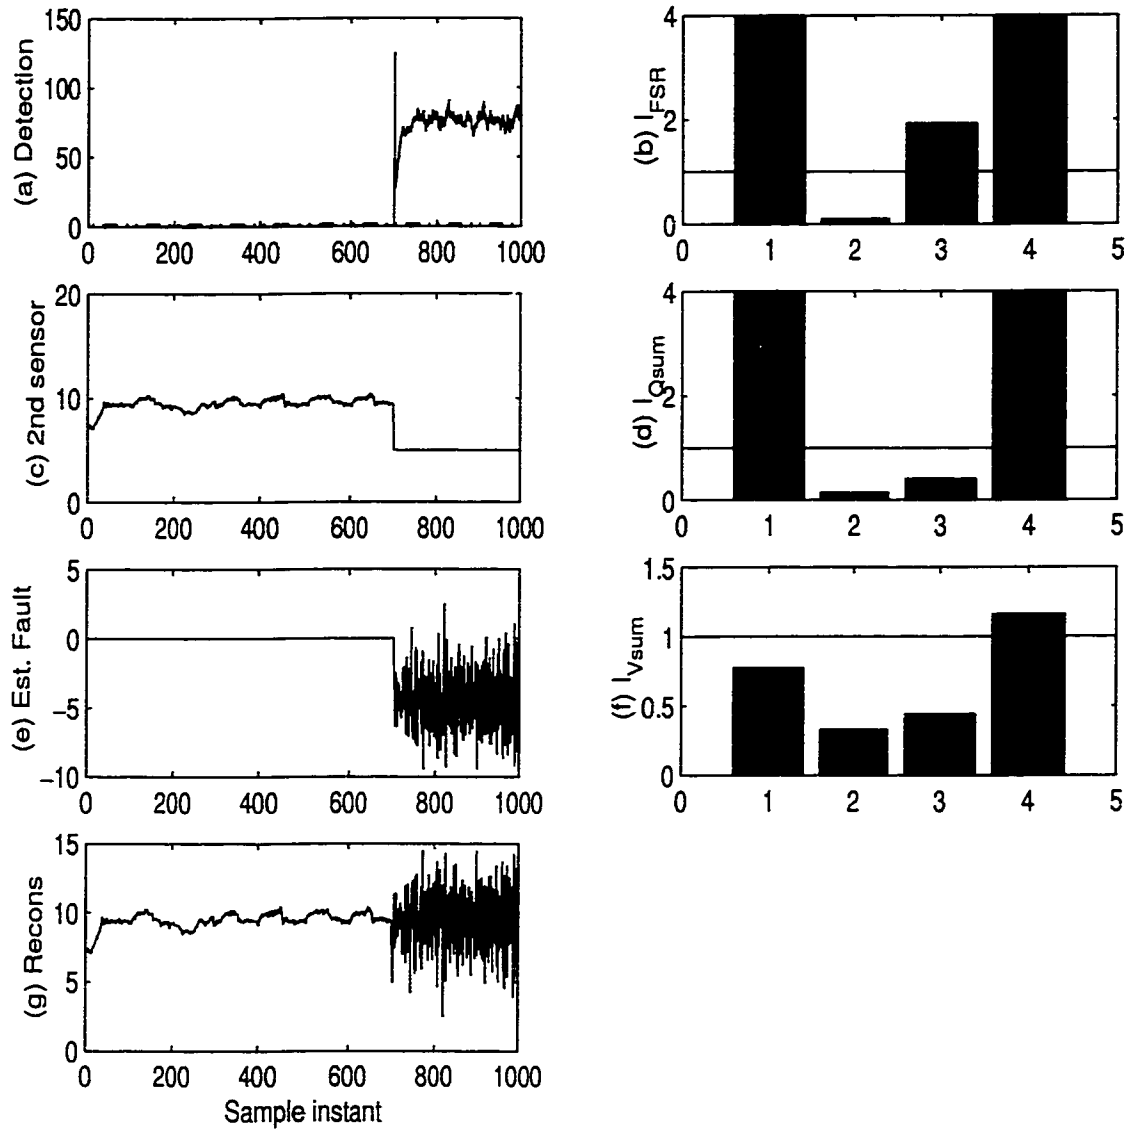 (a) Detection
150
100
50
0
0 200 400 600 800 1000
(b) I_FSR
4
2
0
0 1 2 3 4 5
(c) 2nd sensor
20
10
0
0 200 400 600 800 1000
(d) I_Qsum
4
2
0
0 1 2 3 4 5
(e) Est. Fault
5
0
−5
−10
0 200 400 600 800 1000
(f) I_Vsum
1.5
1
0.5
0
0 1 2 3 4 5
(g) Recons
15
10
5
0
0 200 400 600 800 1000
Sample instant